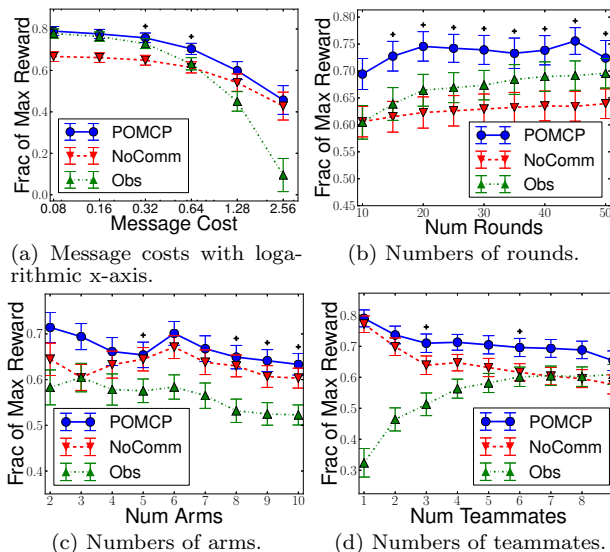 Frac of Max Reward
0.8
0.6
0.4
0.2
0.0
POMCP
NoComm
Obs
0.08 0.16 0.32 0.64 1.28 2.56
Message Cost
(a) Message costs with loga-
rithmic x-axis.
Frac of Max Reward
0.80
0.75
0.70
0.65
0.60
0.55
0.50
0.45
POMCP
NoComm
Obs
10 20 30 40 50
Num Rounds
(b) Numbers of rounds.
Frac of Max Reward
0.7
0.6
0.5
0.4
POMCP
NoComm
Obs
2 3 4 5 6 7 8 9 10
Num Arms
(c) Numbers of arms.
Frac of Max Reward
0.8
0.7
0.6
0.5
0.4
0.3
POMCP
NoComm
Obs
1 2 3 4 5 6 7 8
Num Teammates
(d) Numbers of teammates.